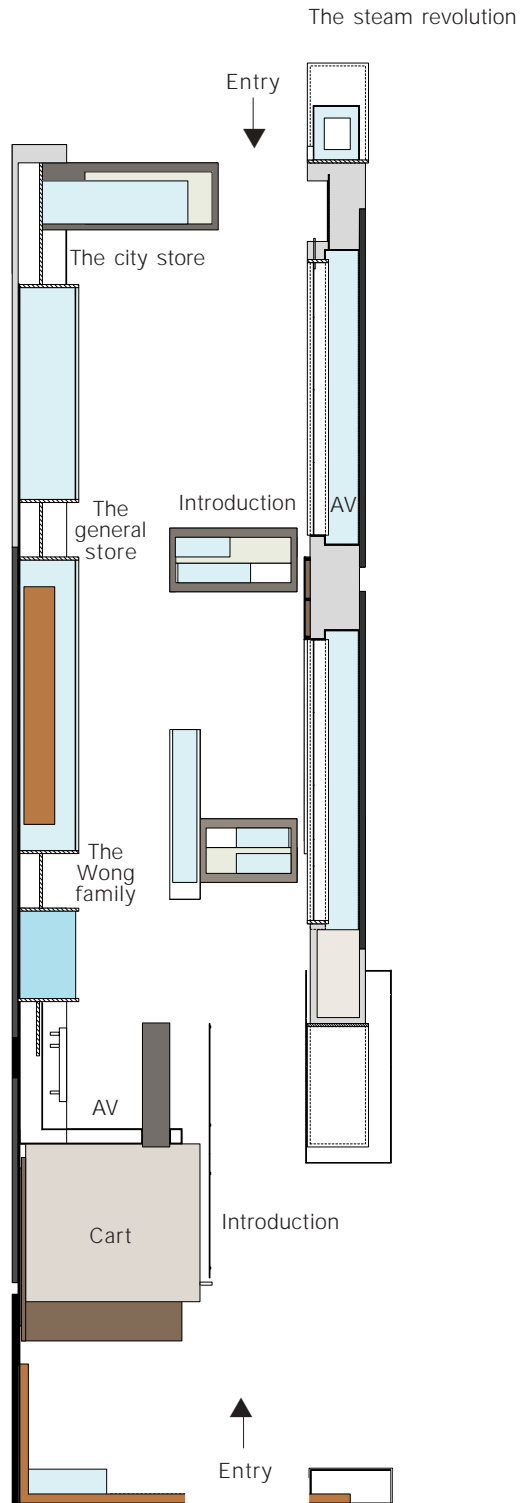 The steam revolution
Entry
The city store
The
general
store
Introduction
AV
The
Wong
family
AV
Cart
Introduction
Entry